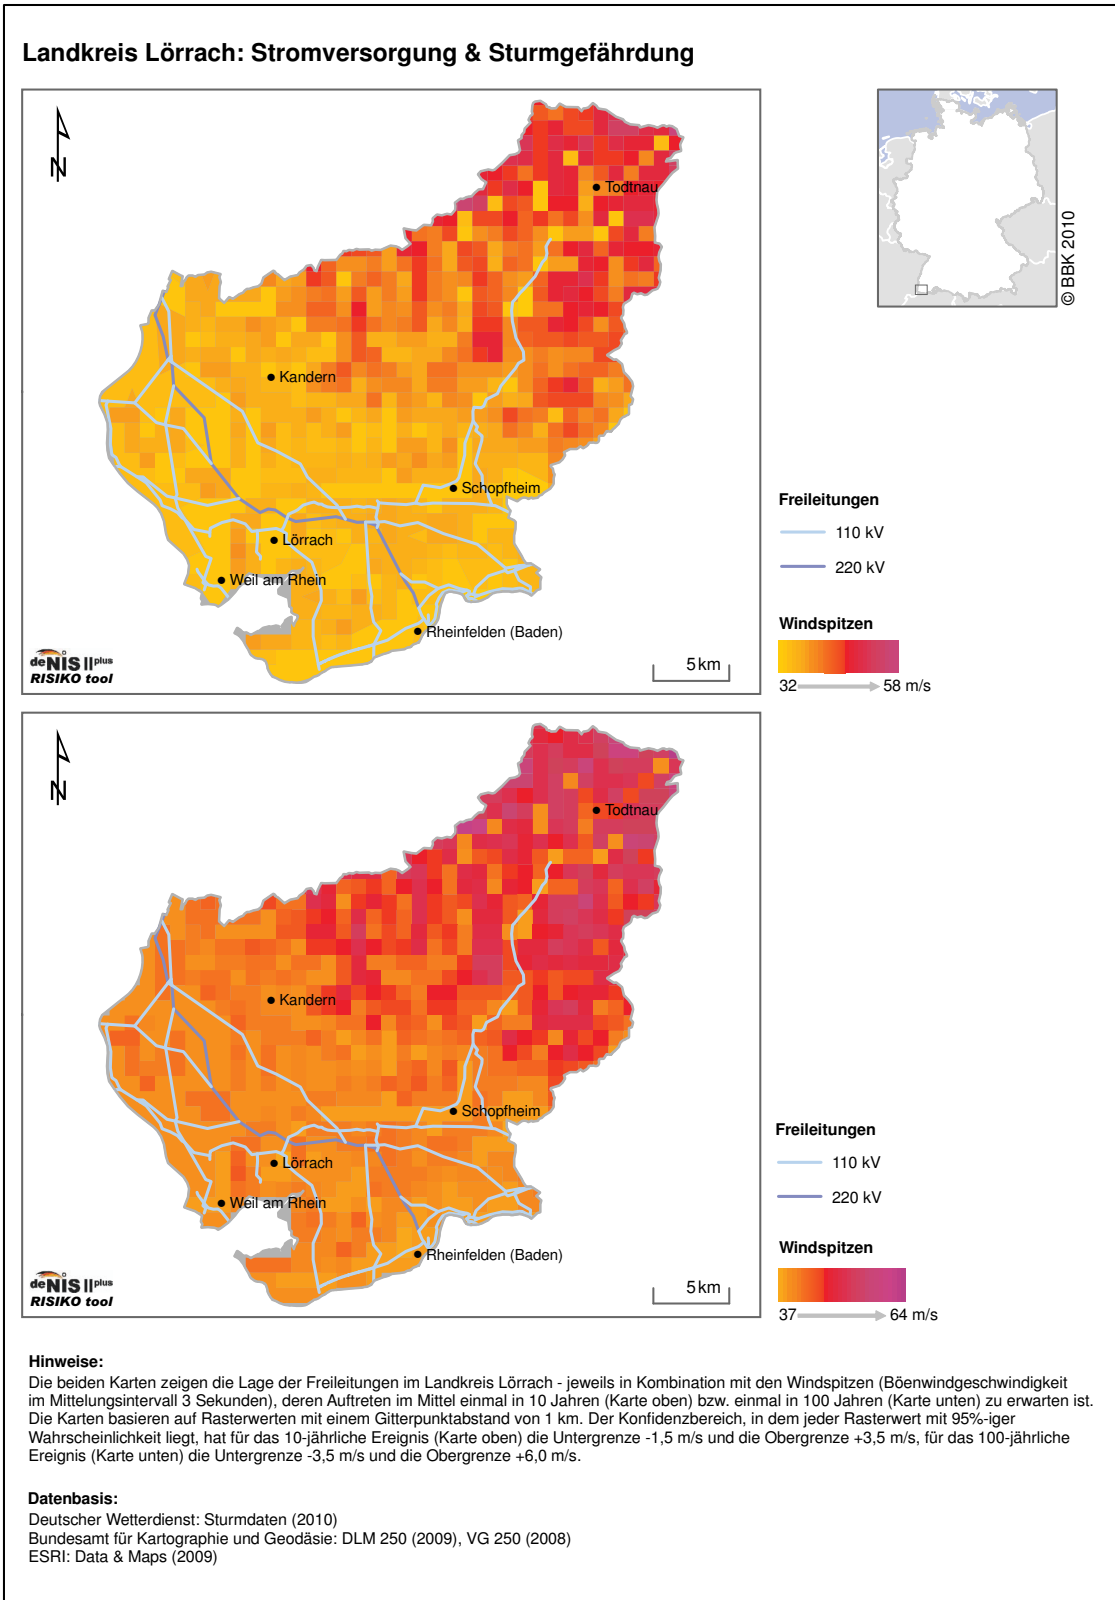 Landkreis Lörrach: Stromversorgung & Sturmgefährdung
N
Todtnau
Kandern
Schopfheim
Lörrach
Weil am Rhein
Rheinfelden (Baden)
deNIS II plus
RISIKO tool
5 km
© BBK 2010
Freileitungen
110 kV
220 kV
Windspitzen
32 58 m/s
N
Todtnau
Kandern
Schopfheim
Lörrach
Weil am Rhein
Rheinfelden (Baden)
deNIS II plus
RISIKO tool
5 km
Freileitungen
110 kV
220 kV
Windspitzen
37 64 m/s
Hinweise:
Die beiden Karten zeigen die Lage der Freileitungen im Landkreis Lörrach - jeweils in Kombination mit den Windspitzen (Böenwindgeschwindigkeit
im Mittelungsintervall 3 Sekunden), deren Auftreten im Mittel einmal in 10 Jahren (Karte oben) bzw. einmal in 100 Jahren (Karte unten) zu erwarten ist.
Die Karten basieren auf Rasterwerten mit einem Gitterpunktabstand von 1 km. Der Konfidenzbereich, in dem jeder Rasterwert mit 95%-iger
Wahrscheinlichkeit liegt, hat für das 10-jährliche Ereignis (Karte oben) die Untergrenze -1,5 m/s und die Obergrenze +3,5 m/s, für das 100-jährliche
Ereignis (Karte unten) die Untergrenze -3,5 m/s und die Obergrenze +6,0 m/s.
Datenbasis:
Deutscher Wetterdienst: Sturmdaten (2010)
Bundesamt für Kartographie und Geodäsie: DLM 250 (2009), VG 250 (2008)
ESRI: Data & Maps (2009)